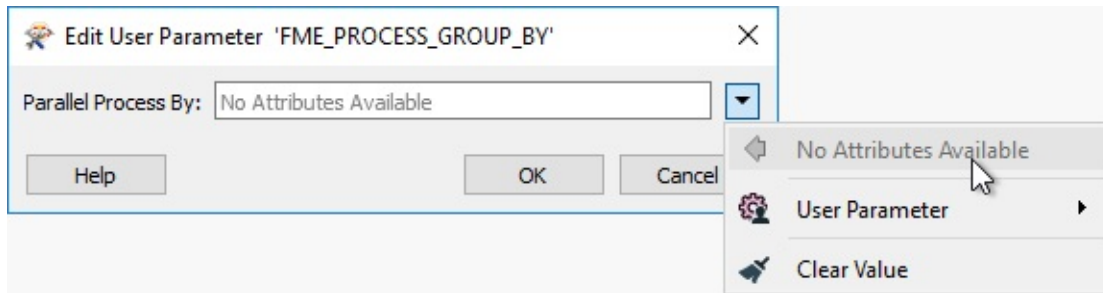 Edit User Parameter 'FME_PROCESS_GROUP_BY'
Parallel Process By: No Attributes Available
No Attributes Available
Help OK Cancel
User Parameter
Clear Value